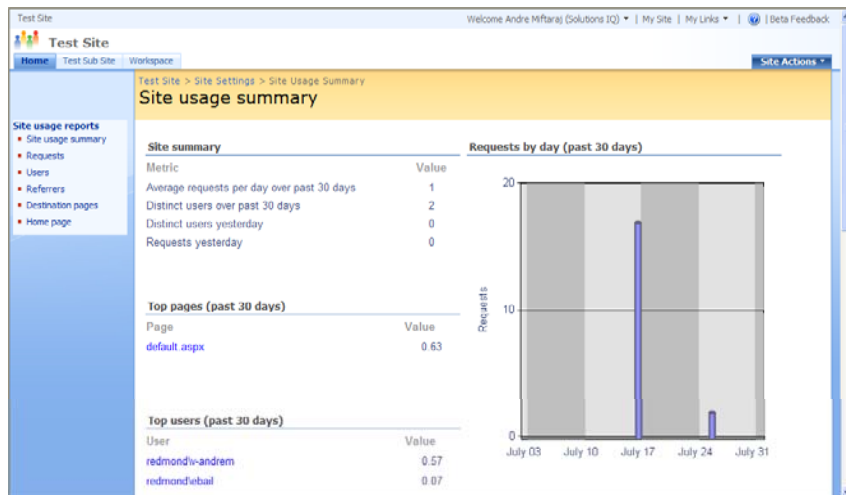 Test Site
Welcome Andre Miftaraj (Solutions IQ) | My Site | My Links | | Beta Feedback
Test Site
Home Test Sub Site Workspace
Site Actions
Test Site > Site Settings > Site Usage Summary
Site usage summary
Site usage reports
Site usage summary
Requests
Users
Referrers
Destination pages
Home page
Site summary
Metric Value
Average requests per day over past 30 days 1
Distinct users over past 30 days 2
Distinct users yesterday 0
Requests yesterday 0
Top pages (past 30 days)
Page Value
default.aspx 0.63
Top users (past 30 days)
User Value
redmond\v-andrem 0.57
redmond\ebail 0.07
Requests by day (past 30 days)
20
10
0
Requests
July 03 July 10 July 17 July 24 July 31